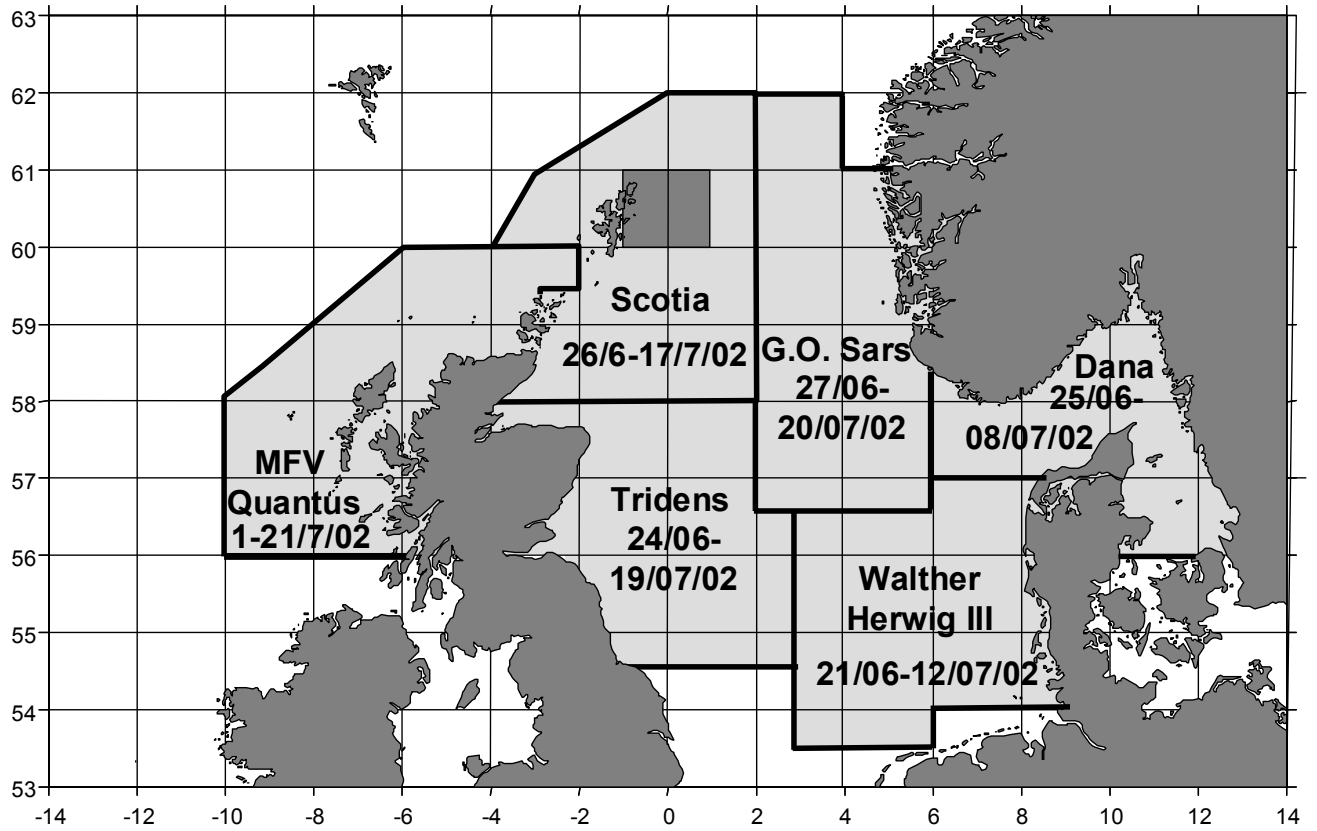 63
62
61
60
59
58
57
56
55
54
53
Scotia
26/6-17/7/02
G.O. Sars
27/06-
20/07/02
Dana
25/06-
08/07/02
MFV
Quantus
1-21/7/02
Tridens
24/06-
19/07/02
Walther
Herwig III
21/06-12/07/02
-14 -12 -10 -8 -6 -4 -2 0 2 4 6 8 10 12 14